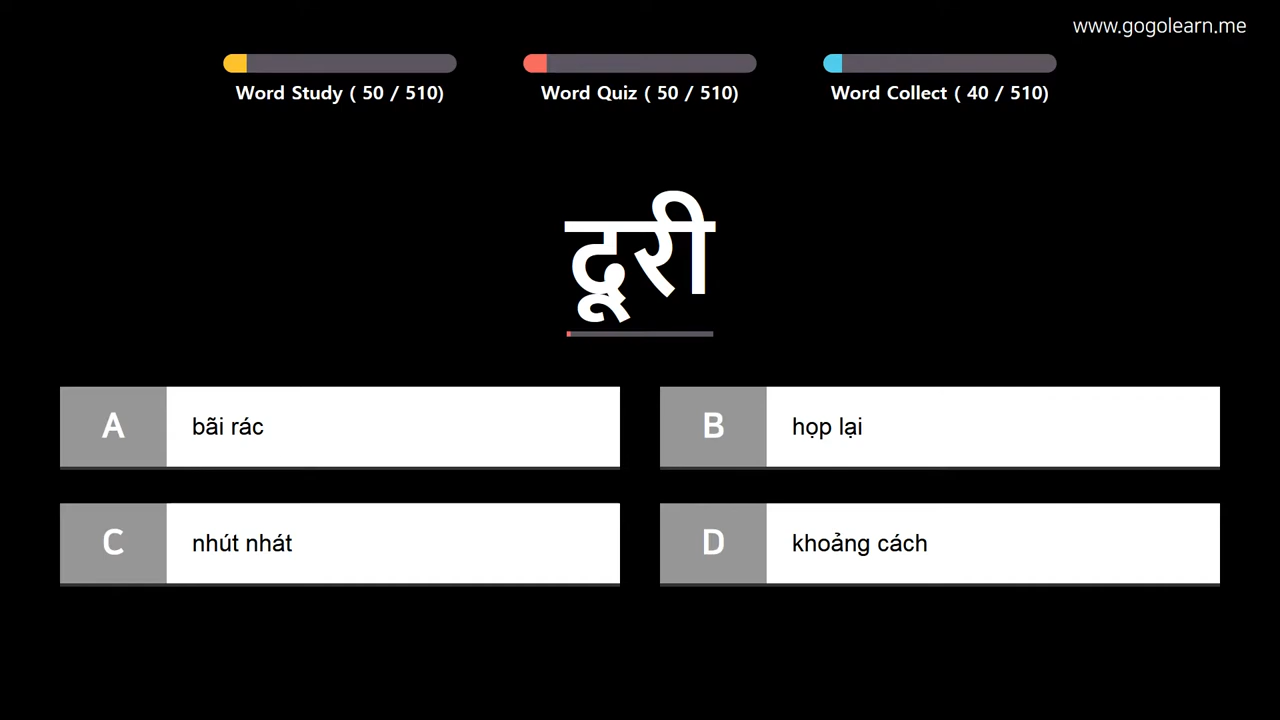 www.gogolearn.me
Word Study ( 50 / 510)
Word Quiz ( 50 / 510)
Word Collect ( 40 / 510)
दूरी
A
bãi rác
B
họp lại
C
nhút nhát
D
khoảng cách